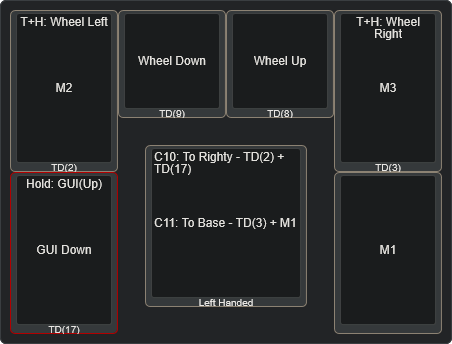 T+H: Wheel Left
M2
TD(2)
Wheel Down
TD(9)
Wheel Up
TD(8)
T+H: Wheel
Right
M3
TD(3)
Hold: GUI(Up)
GUI Down
TD(17)
C10: To Righty - TD(2) +
TD(17)
C11: To Base - TD(3) + M1
Left Handed
M1